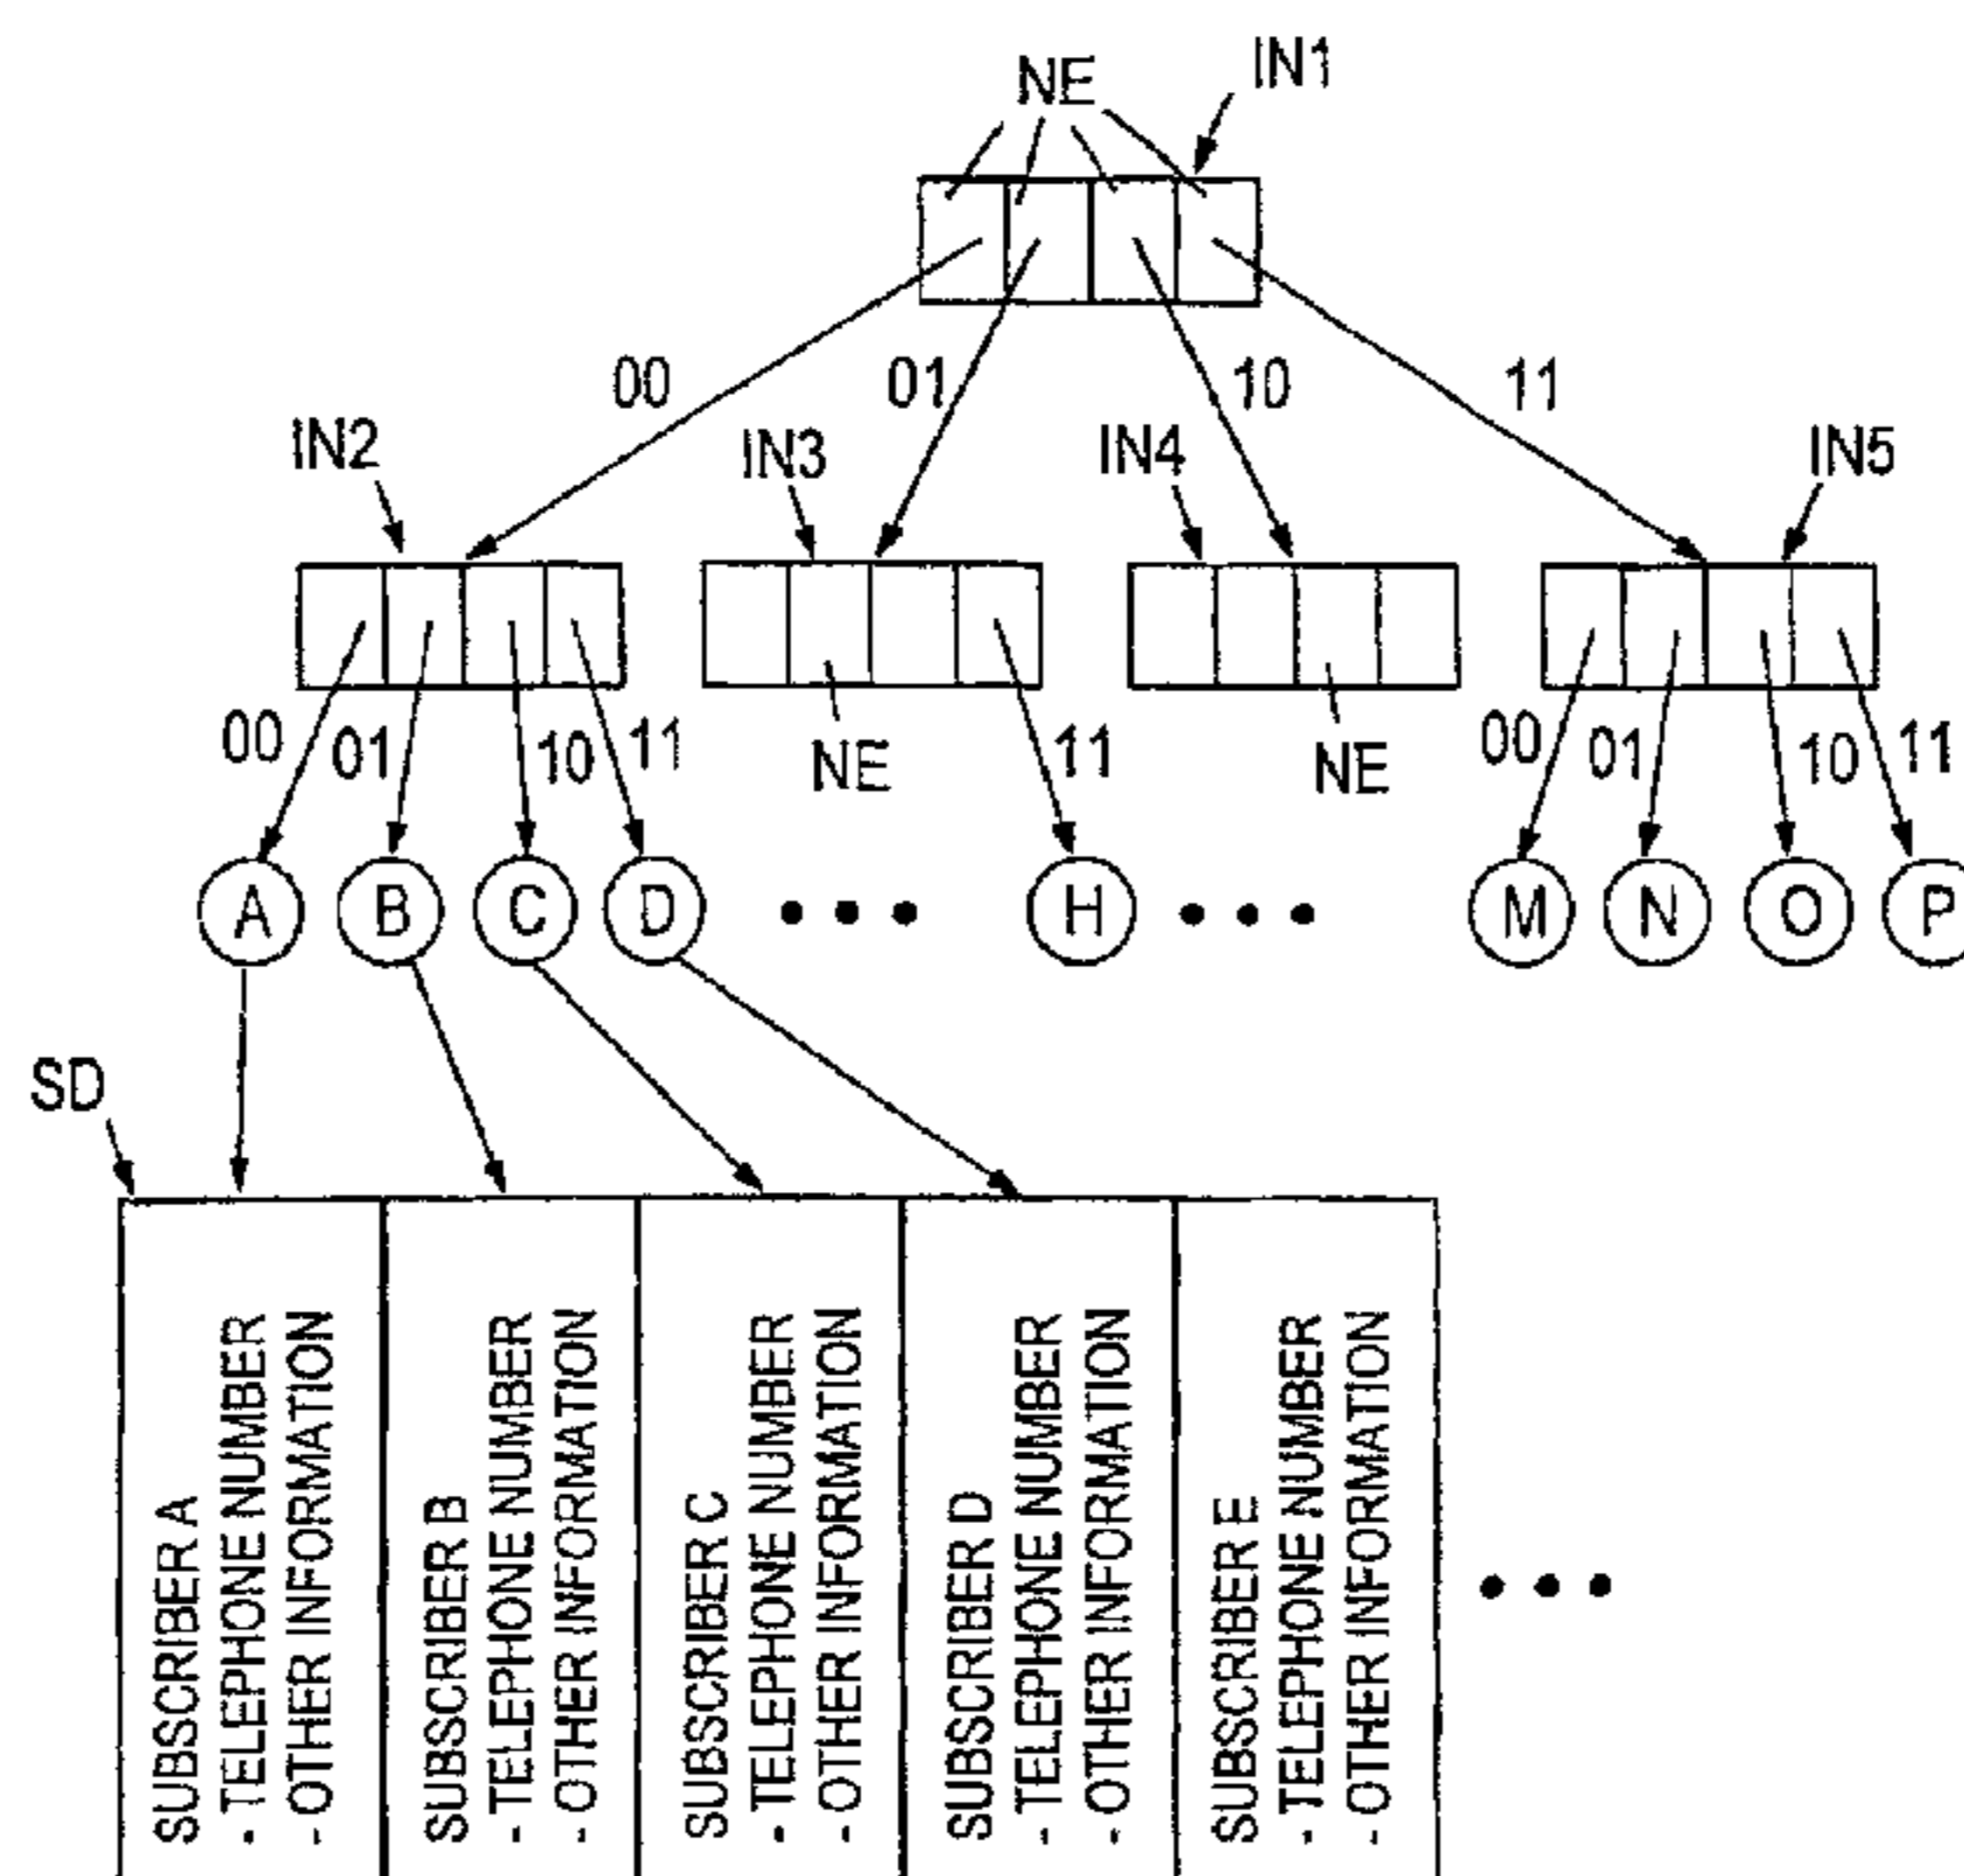 NE
IN1
00
01
10
11
IN2
IN3
IN4
IN5
00
01
10
11
NE
11
NE
00
01
10
11
A
B
C
D
H
M
N
O
P
SD
SUBSCRIBER A
- TELEPHONE NUMBER
- OTHER INFORMATION
SUBSCRIBER B
- TELEPHONE NUMBER
- OTHER INFORMATION
SUBSCRIBER C
- TELEPHONE NUMBER
- OTHER INFORMATION
SUBSCRIBER D
- TELEPHONE NUMBER
- OTHER INFORMATION
SUBSCRIBER E
- TELEPHONE NUMBER
- OTHER INFORMATION